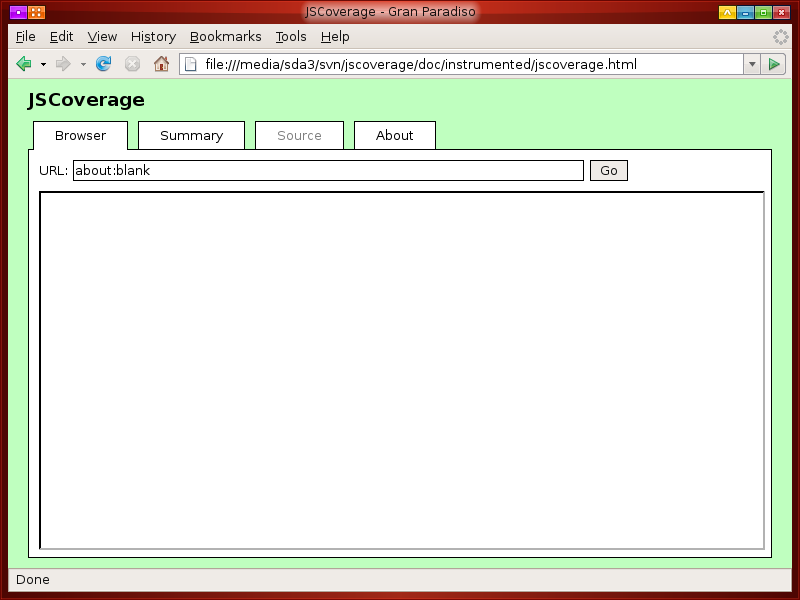 JSCoverage - Gran Paradiso
File Edit View History Bookmarks Tools Help
file:///media/sda3/svn/jscoverage/doc/instrumented/jscoverage.html
JSCoverage
Browser Summary Source About
URL: about:blank Go
Done